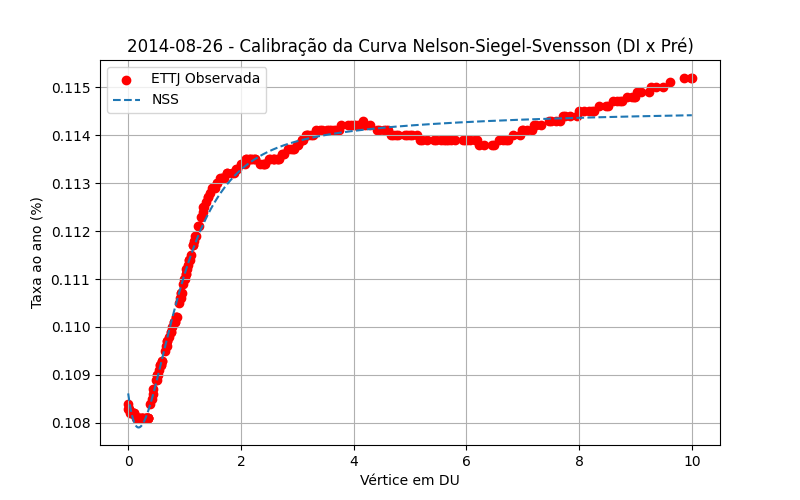 2014-08-26 - Calibração da Curva Nelson-Siegel-Svensson (DI x Pré)
ETTJ Observada
NSS
Taxa ao ano (%)
0.115
0.114
0.113
0.112
0.111
0.110
0.109
0.108
0 2 4 6 8 10
Vértice em DU